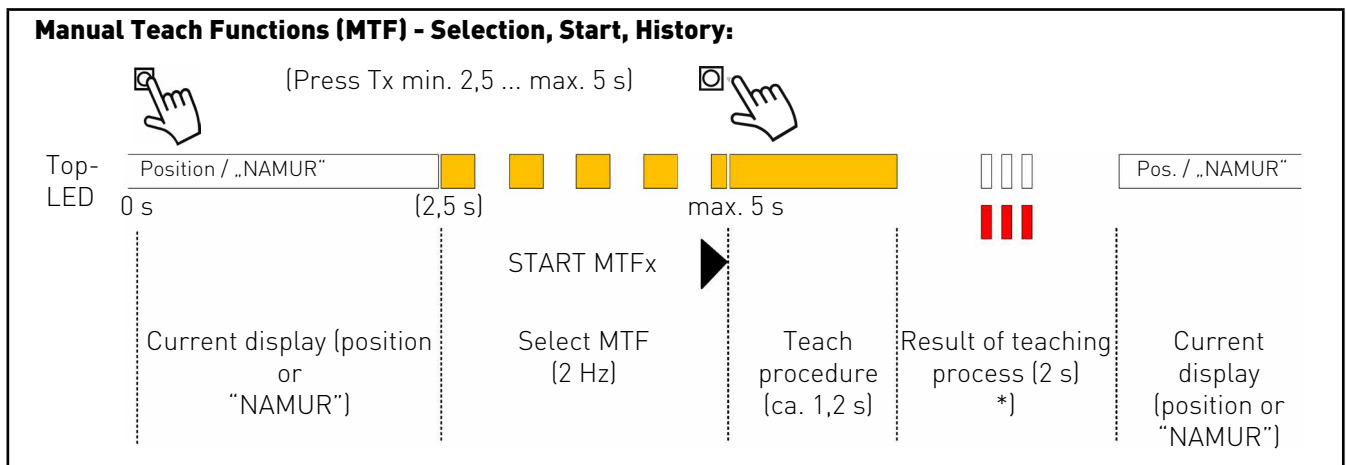 Manual Teach Functions (MTF) - Selection, Start, History:
(Press Tx min. 2,5 ... max. 5 s)
Top-
LED
Position / „NAMUR“
Pos. / „NAMUR“
0 s
(2,5 s)
max. 5 s
START MTFx
Current display (position
or
“NAMUR”)
Select MTF
(2 Hz)
Teach
procedure
(ca. 1,2 s)
Result of teaching
process (2 s)
*)
Current
display
(position or
“NAMUR”)